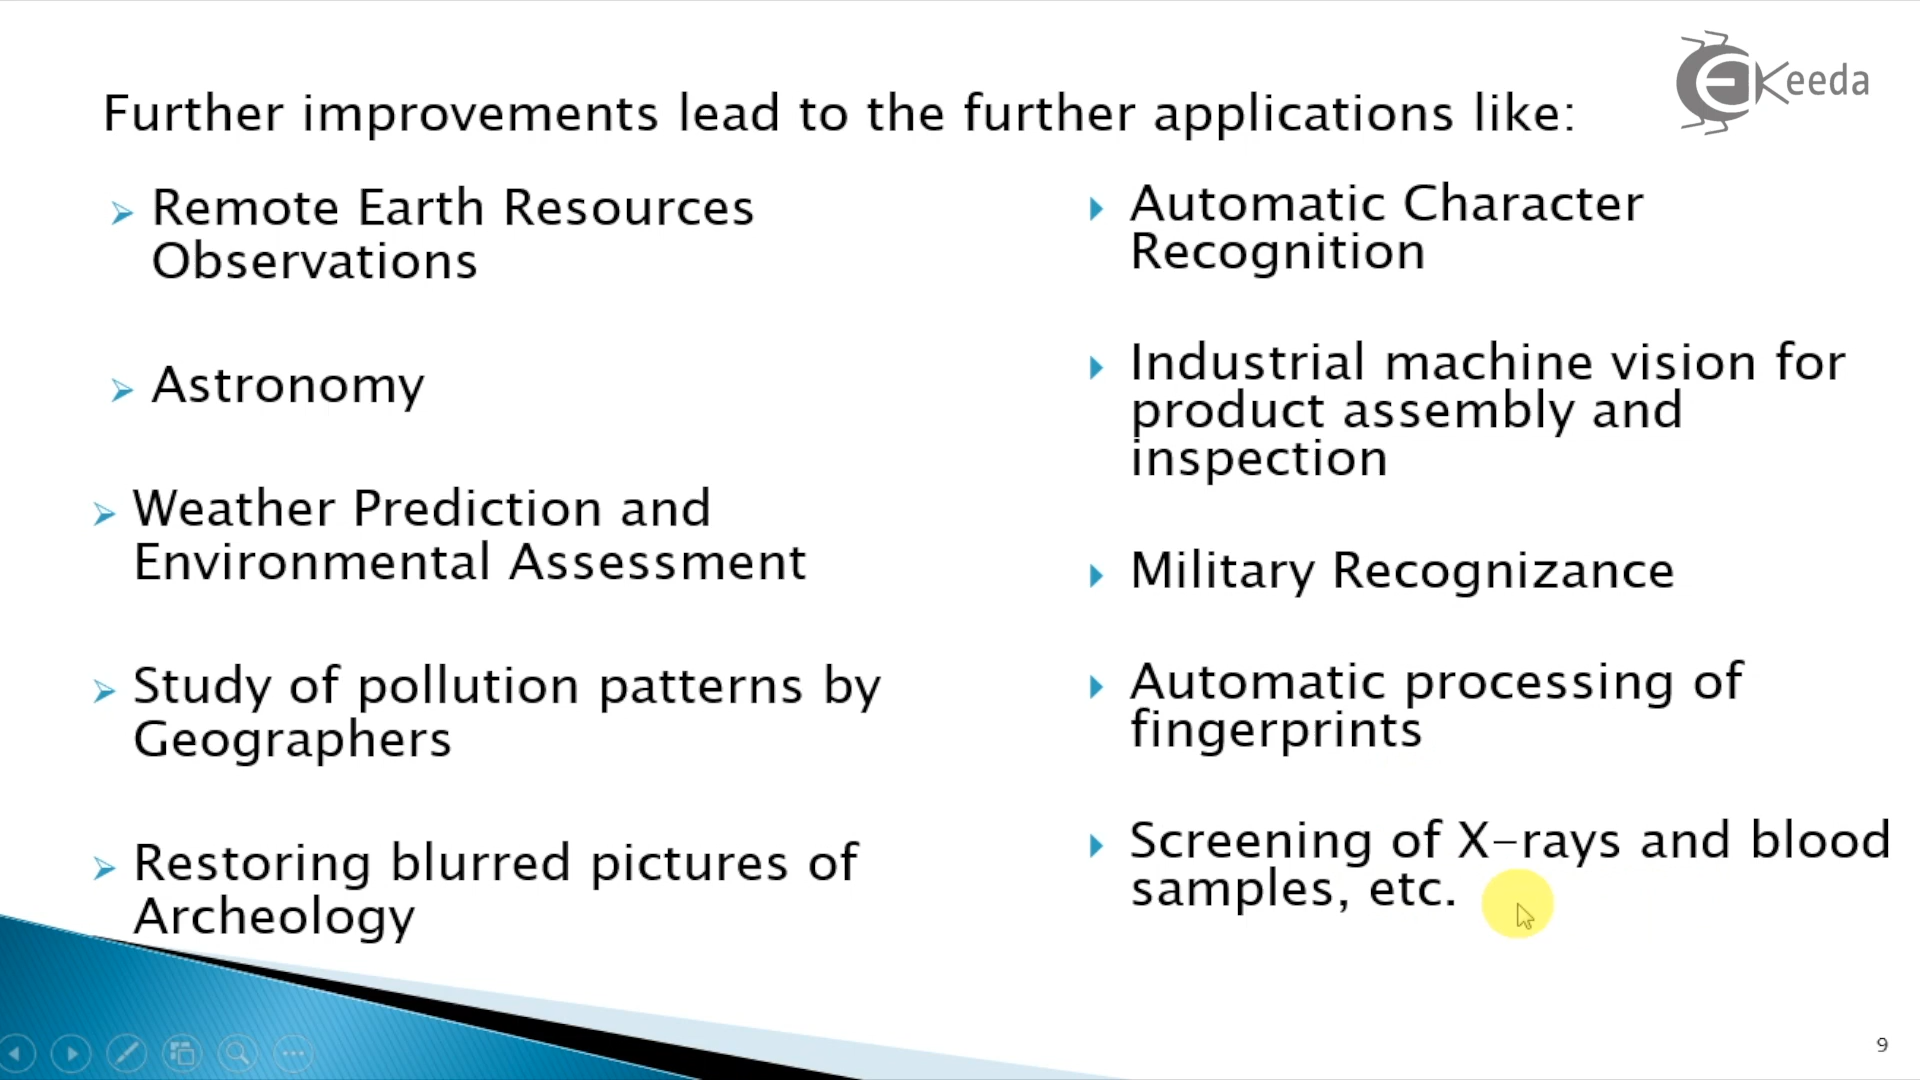 Further improvements lead to the further applications like:
Remote Earth Resources
Observations
Astronomy
Weather Prediction and
Environmental Assessment
Study of pollution patterns by
Geographers
Restoring blurred pictures of
Archeology
Automatic Character
Recognition
Industrial machine vision for
product assembly and
inspection
Military Recognizance
Automatic processing of
fingerprints
Screening of X-rays and blood
samples, etc.
EKeeda
9